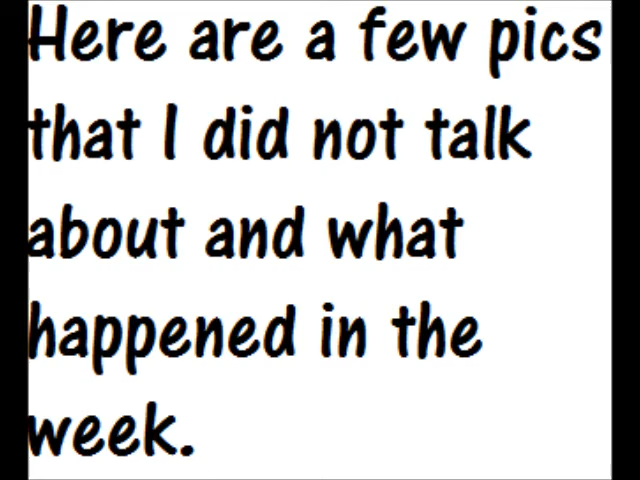 Here are a few pics
that I did not talk
about and what
happened in the
week.